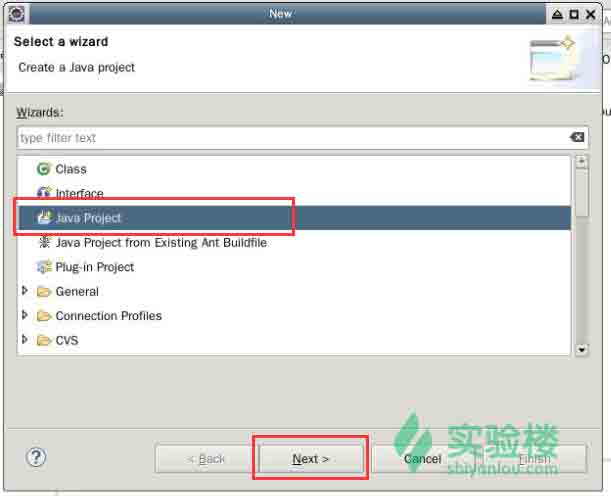 New
Select a wizard
Create a Java project
Wizards:
type filter text
Class
Interface
Java Project
Java Project from Existing Ant Buildfile
Plug-in Project
General
Connection Profiles
CVS
实验楼
shiyanlou.com
?
< Back
Next >
Cancel
Finish